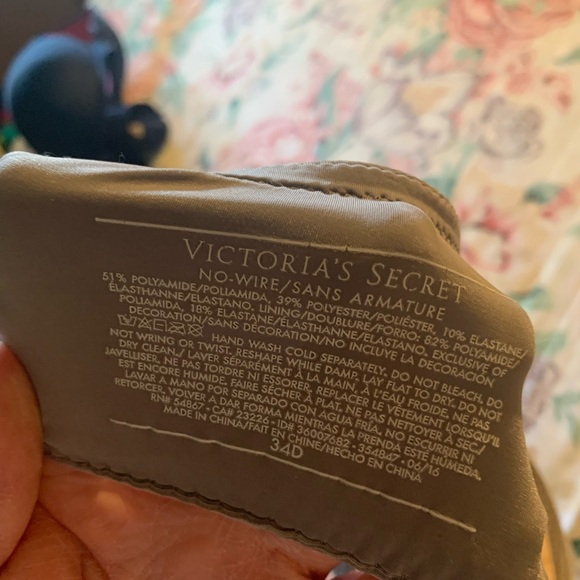 VICTORIA'S SECRET
NO-WIRE/SANS ARMATURE
51% POLYAMIDE/POLIAMIDA, 39% POLYESTER/POLIÉSTER, 10% ELASTANE/
ÉLASTHANNE/ELASTANO, LINING/DOUBLURE/FORRO: 82% POLYAMIDE/
POLIAMIDA, 18% ELASTANE/ÉLASTHANNE/ELASTANO, EXCLUSIVE OF
DECORATION/SANS DÉCORATION/NO INCLUYE LA DECORACIÓN
HAND WASH COLD SEPARATELY. DO NOT BLEACH. DO
NOT WRING OR TWIST. RESHAPE WHILE DAMP. LAY FLAT TO DRY. DO NOT
DRY CLEAN./ LAVER SÉPARÉMENT À LA MAIN, À L'EAU FROIDE. NE PAS
JAVELLISER. NE PAS TORDRE NI ESSORER. REPLACER LE VÊTEMENT LORSQU'IL
EST ENCORE HUMIDE. FAIRE SÉCHER À PLAT. NE PAS NETTOYER À SEC/
LAVAR A MANO POR SEPARADO CON AGUA FRÍA. NO ESCURRIR NI
RETORCER. VOLVER A DAR FORMA MIENTRAS LA PRENDA ESTÉ HÚMEDA.
RN# 54867 • CA# 23226 • ID# 36007682 • 354849 • 06/16
MADE IN CHINA/FAIT EN CHINE/HECHO EN CHINA
34D